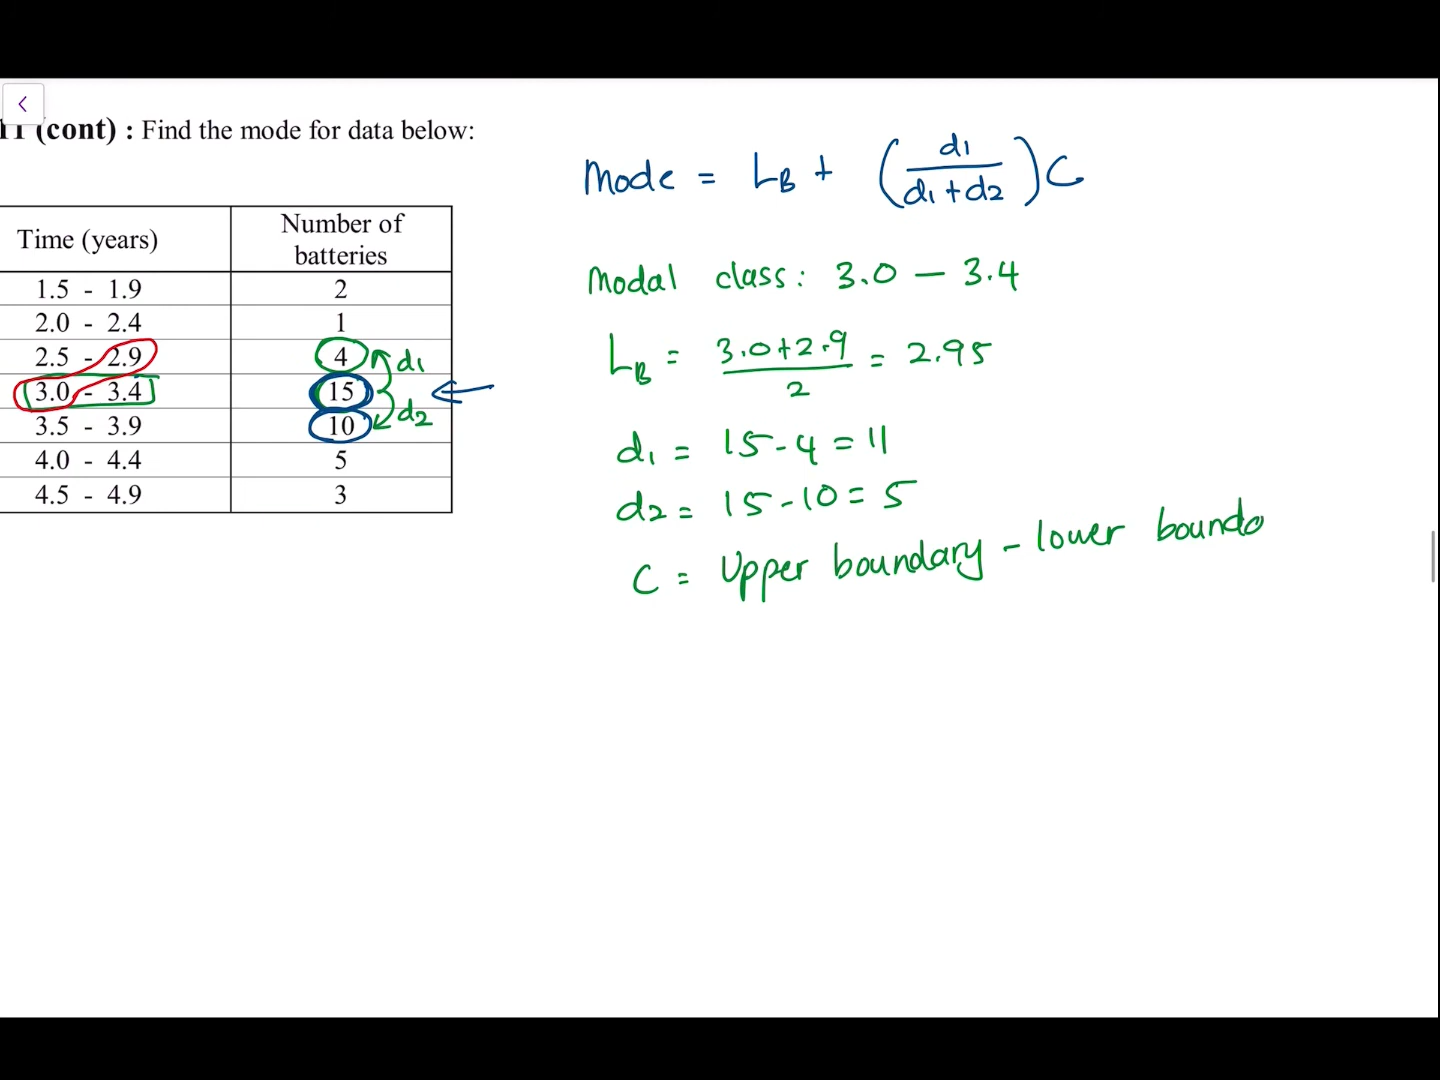 11 (cont) : Find the mode for data below:
Time (years) Number of batteries
1.5 - 1.9 2
2.0 - 2.4 1
2.5 - 2.9 4 d1
3.0 - 3.4 15
3.5 - 3.9 10 d2
4.0 - 4.4 5
4.5 - 4.9 3
Mode = LB + (d1/d1+d2) C
Modal class: 3.0 – 3.4
LB = 3.0+2.9/2 = 2.95
d1 = 15-4 = 11
d2 = 15-10 = 5
C = Upper boundary - lower bounda